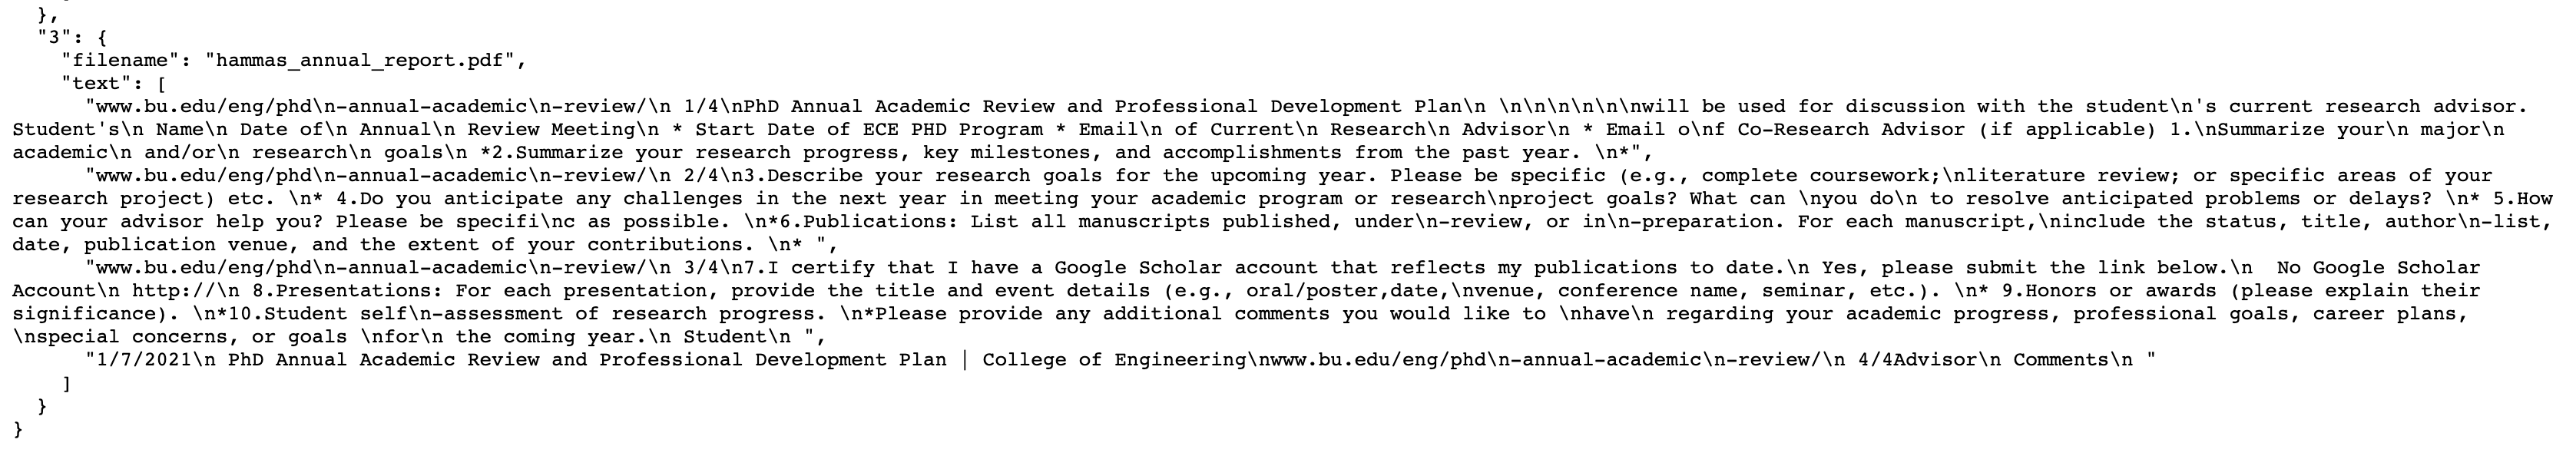 },
"3": {
"filename": "hammas_annual_report.pdf",
"text": [
"www.bu.edu/eng/phd\n-annual-academic\n-review/\n 1/4\nPhD Annual Academic Review and Professional Development Plan\n \n\n\n\n\n\nwill be used for discussion with the student\n's current research advisor.
Student's\n Name\n Date of\n Annual\n Review Meeting\n * Start Date of ECE PHD Program * Email\n of Current\n Research\n Advisor\n * Email o\nf Co-Research Advisor (if applicable) 1.\nSummarize your\n major\n
academic\n and/or\n research\n goals\n *2.Summarize your research progress, key milestones, and accomplishments from the past year. \n*",
"www.bu.edu/eng/phd\n-annual-academic\n-review/\n 2/4\n3.Describe your research goals for the upcoming year. Please be specific (e.g., complete coursework;\nliterature review; or specific areas of your
research project) etc. \n* 4.Do you anticipate any challenges in the next year in meeting your academic program or research\nproject goals? What can \nyou do\n to resolve anticipated problems or delays? \n* 5.How
can your advisor help you? Please be specifi\nc as possible. \n*6.Publications: List all manuscripts published, under\n-review, or in\n-preparation. For each manuscript,\ninclude the status, title, author\n-list,
date, publication venue, and the extent of your contributions. \n* ",
"www.bu.edu/eng/phd\n-annual-academic\n-review/\n 3/4\n7.I certify that I have a Google Scholar account that reflects my publications to date.\n Yes, please submit the link below.\n  No Google Scholar
Account\n http://\n 8.Presentations: For each presentation, provide the title and event details (e.g., oral/poster,date,\nvenue, conference name, seminar, etc.). \n* 9.Honors or awards (please explain their
significance). \n*10.Student self\n-assessment of research progress. \n*Please provide any additional comments you would like to \nhave\n regarding your academic progress, professional goals, career plans,
\nspecial concerns, or goals \nfor\n the coming year.\n Student\n ",
"1/7/2021\n PhD Annual Academic Review and Professional Development Plan | College of Engineering\nwww.bu.edu/eng/phd\n-annual-academic\n-review/\n 4/4Advisor\n Comments\n "
]
}
}